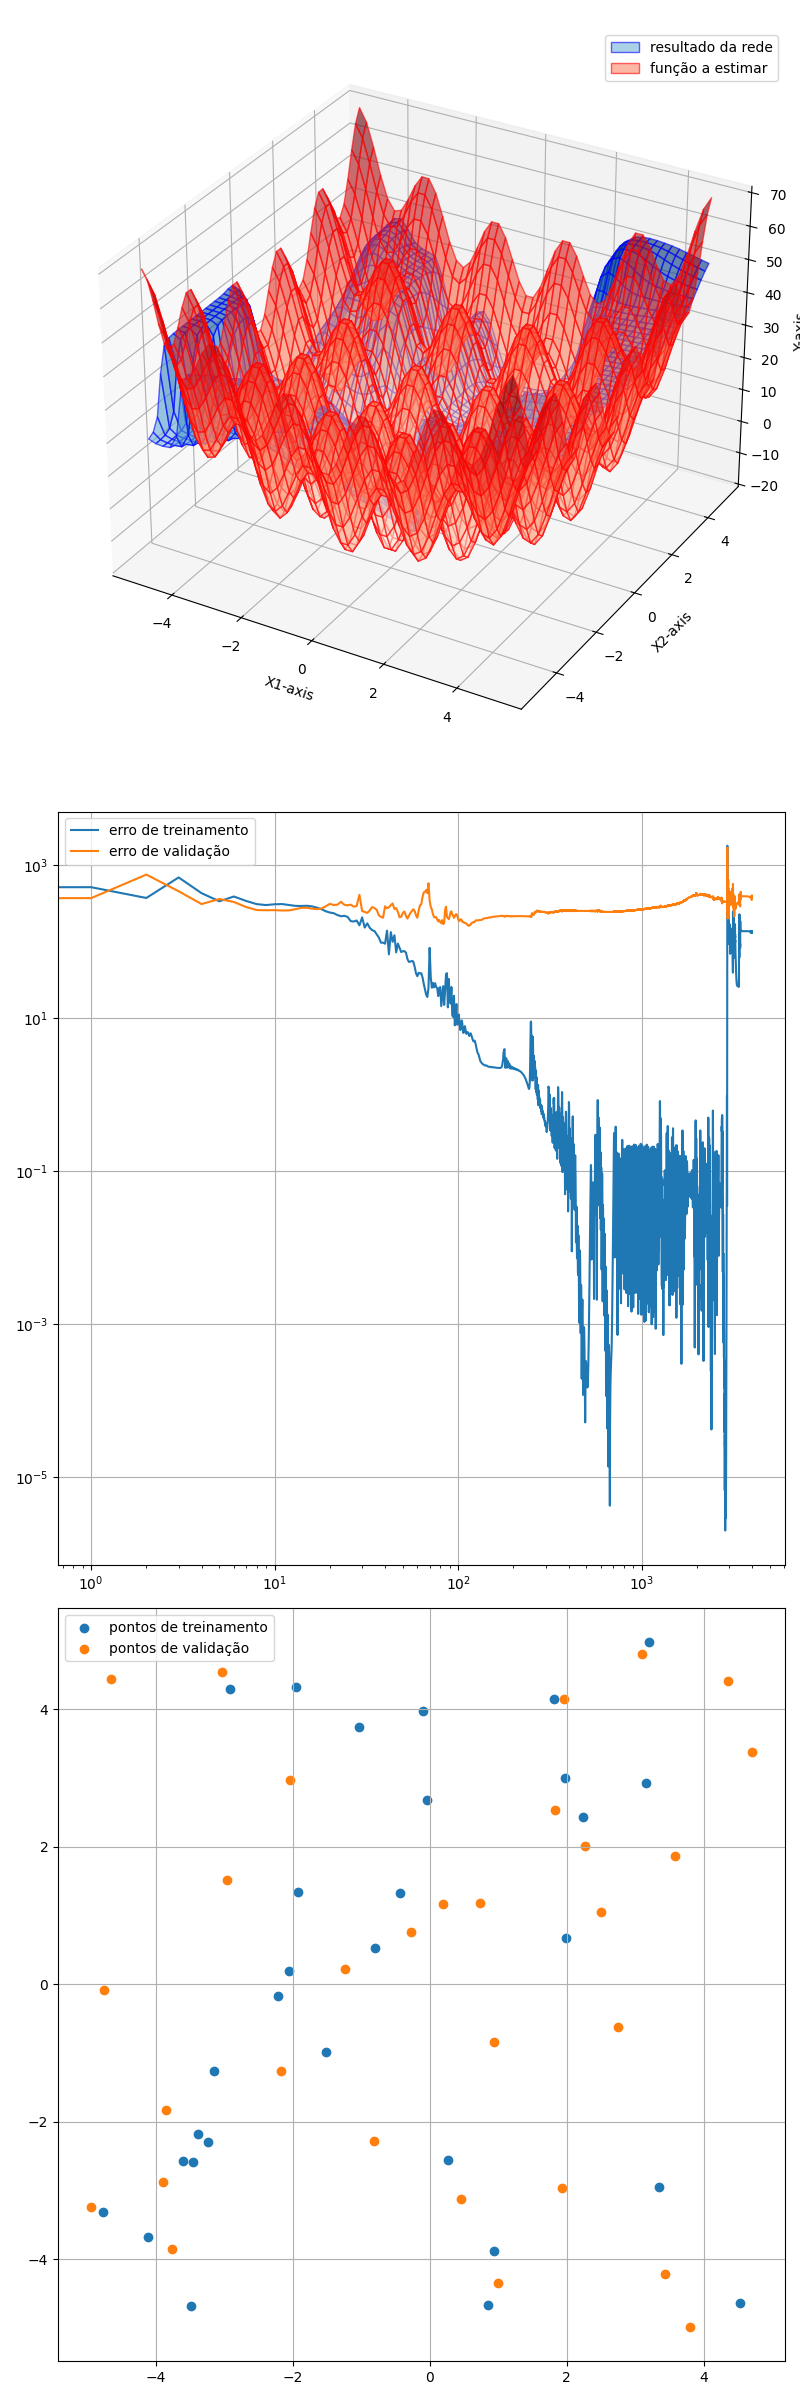 resultado da rede
função a estimar
70
60
50
40
30
20
10
0
−10
−20
Y-axis
4
2
0
−2
−4
X2-axis
−4
−2
0
2
4
X1-axis
erro de treinamento
erro de validação
10³
10¹
10⁻¹
10⁻³
10⁻⁵
10⁰ 10¹ 10² 10³
pontos de treinamento
pontos de validação
4
2
0
−2
−4
−4 −2 0 2 4